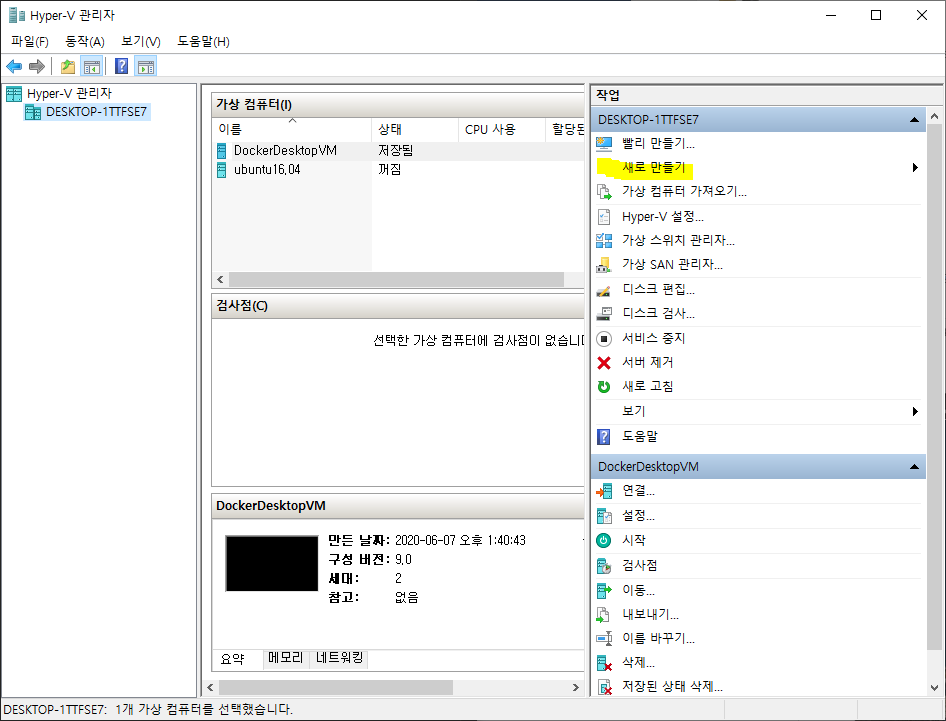 Hyper-V 관리자
파일(F) 동작(A) 보기(V) 도움말(H)
Hyper-V 관리자
DESKTOP-1TTFSE7
가상 컴퓨터(I)
이름 상태 CPU 사용 할당된
DockerDesktopVM 저장됨
ubuntu16,04 꺼짐
검사점(C)
선택한 가상 컴퓨터에 검사점이 없습니다
DockerDesktopVM
만든 날짜: 2020-06-07 오후 1:40:43
구성 버전: 9,0
세대: 2
참고: 없음
요약 메모리 네트워킹
작업
DESKTOP-1TTFSE7
빨리 만들기...
새로 만들기
가상 컴퓨터 가져오기...
Hyper-V 설정...
가상 스위치 관리자...
가상 SAN 관리자...
디스크 편집...
디스크 검사...
서비스 중지
서버 제거
새로 고침
보기
도움말
DockerDesktopVM
연결...
설정...
시작
검사점
이동...
내보내기...
이름 바꾸기...
삭제...
저장된 상태 삭제...
DESKTOP-1TTFSE7: 1개 가상 컴퓨터를 선택했습니다.